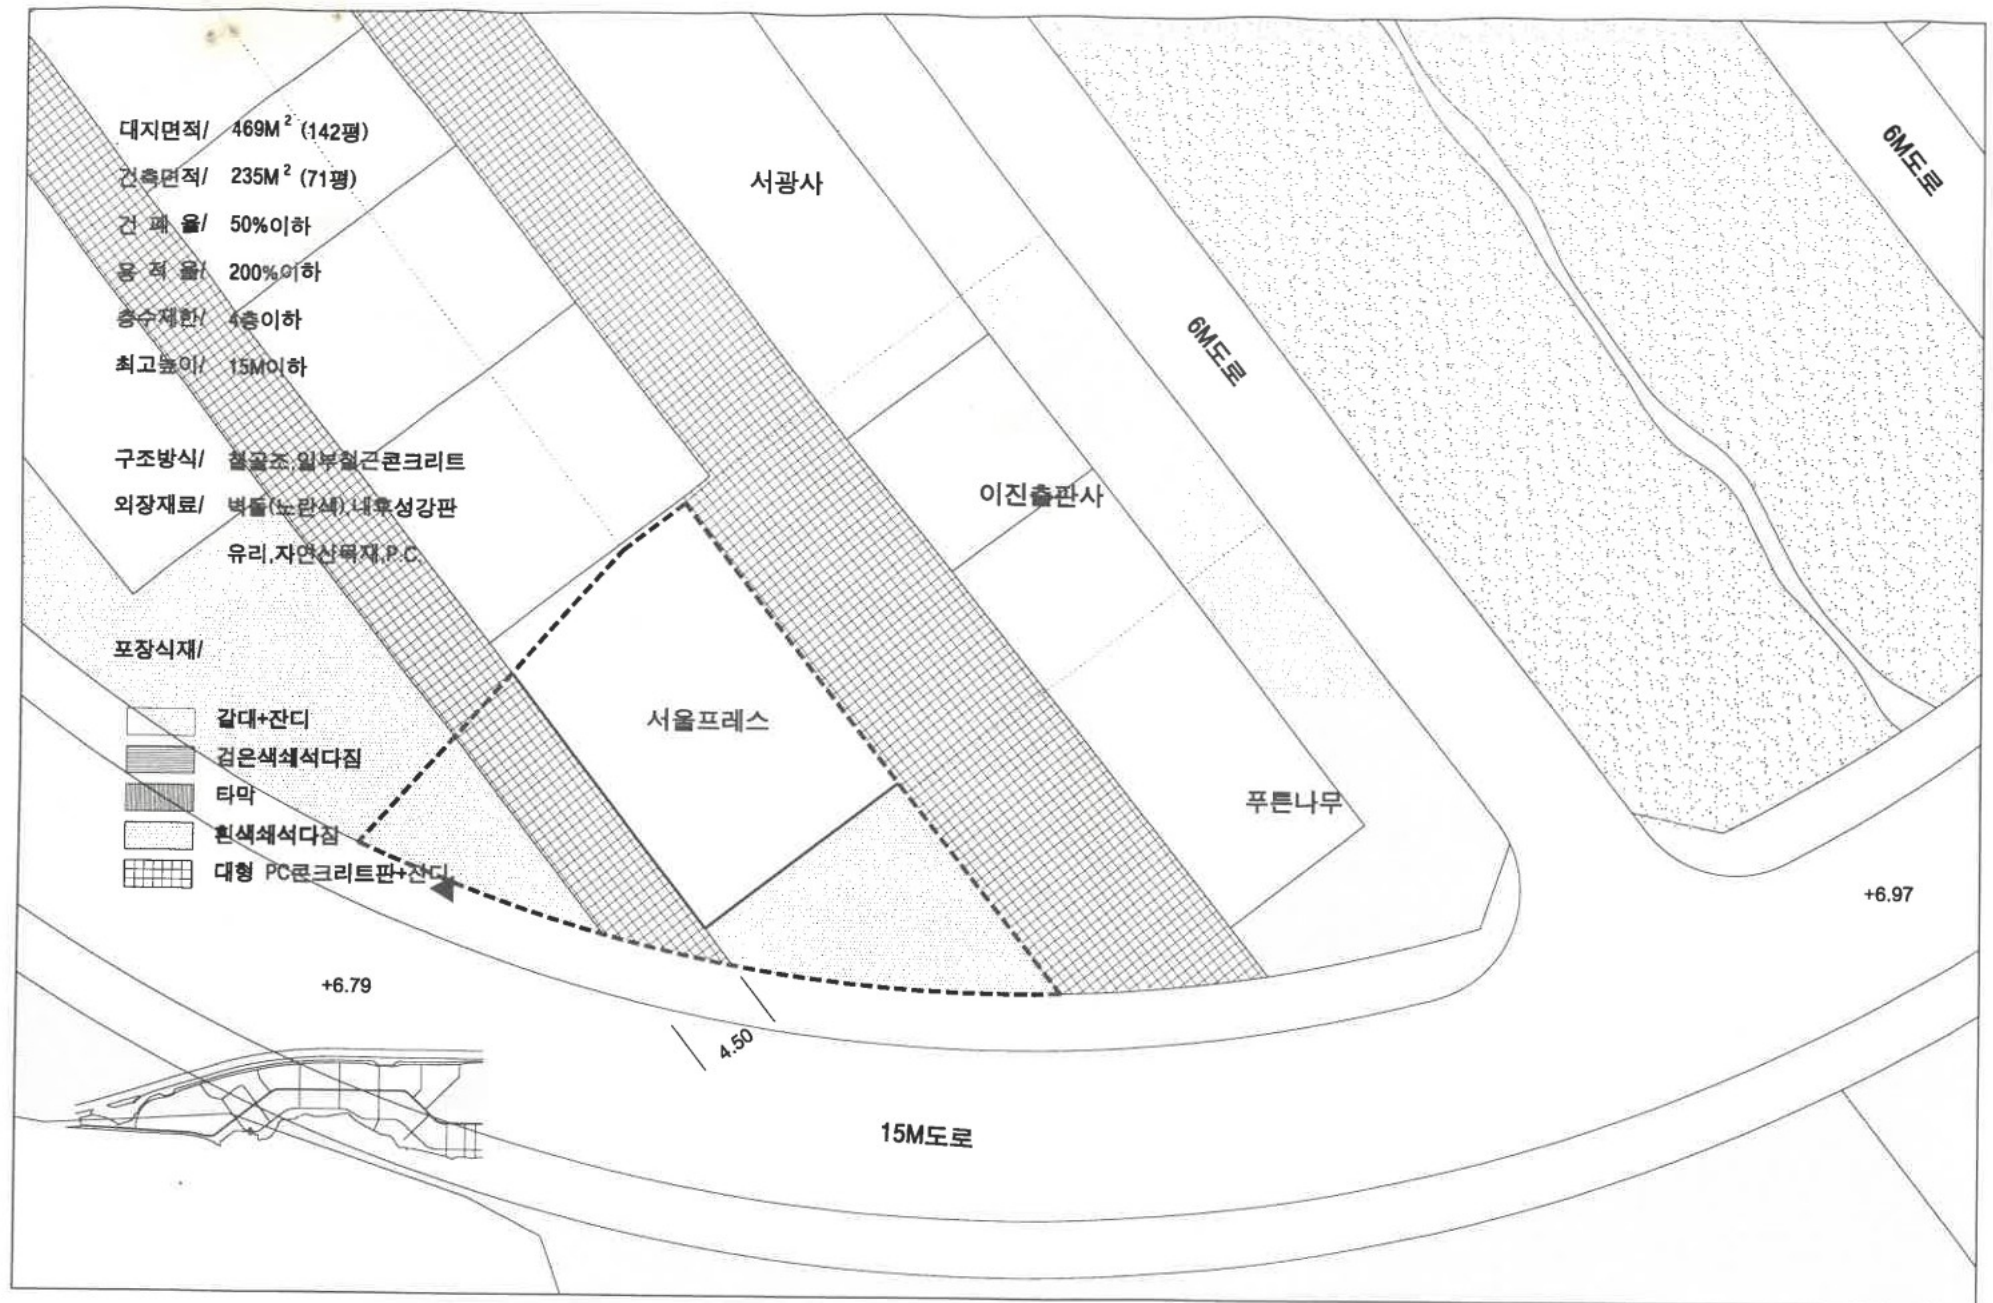 대지면적/ 469M² (142평)
건축면적/ 235M² (71평)
건 폐 율/ 50%이하
용 적 율/ 200%이하
층수제한/ 4층이하
최고높이/ 15M이하
구조방식/ 철골조,일부철근콘크리트
외장재료/ 벽돌(노란색),내후성강판
유리,자연산목재,P.C.
포장식재/
갈대+잔디
검은색쇄석다짐
타막
흰색쇄석다짐
대형 PC콘크리트판+잔디
서광사
6M도로
6M도로
이진출판사
서울프레스
푸른나무
+6.97
+6.79
4.50
15M도로